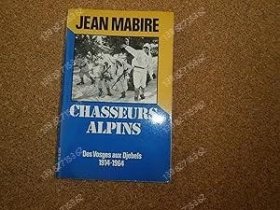 JEAN MABIRE
CHASSEURS
ALPINS
Des Vosges aux Djebels
1914-1964